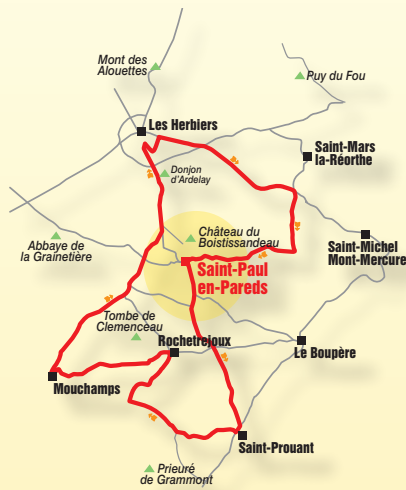 Mont des
Alouettes
Puy du Fou
Les Herbiers
Saint-Mars
la-Réorthe
Donjon
d'Ardelay
Château du
Boistissandeau
Abbaye de
la Grainetière
Saint-Michel
Mont-Mercure
Saint-Paul
en-Pareds
Tombe de
Clemenceau
Rochetrejoux
Le Boupère
Mouchamps
Saint-Prouant
Prieuré
de Grammont